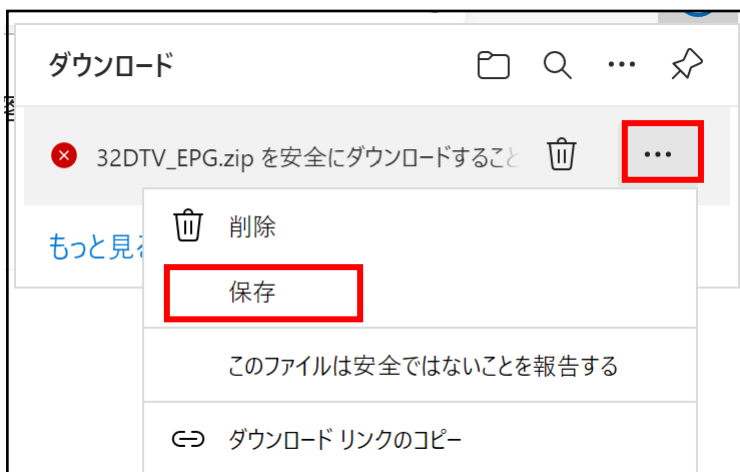 ダウンロード
32DTV_EPG.zip を安全にダウンロードすること
削除
もっと見る
保存
このファイルは安全ではないことを報告する
ダウンロード リンクのコピー